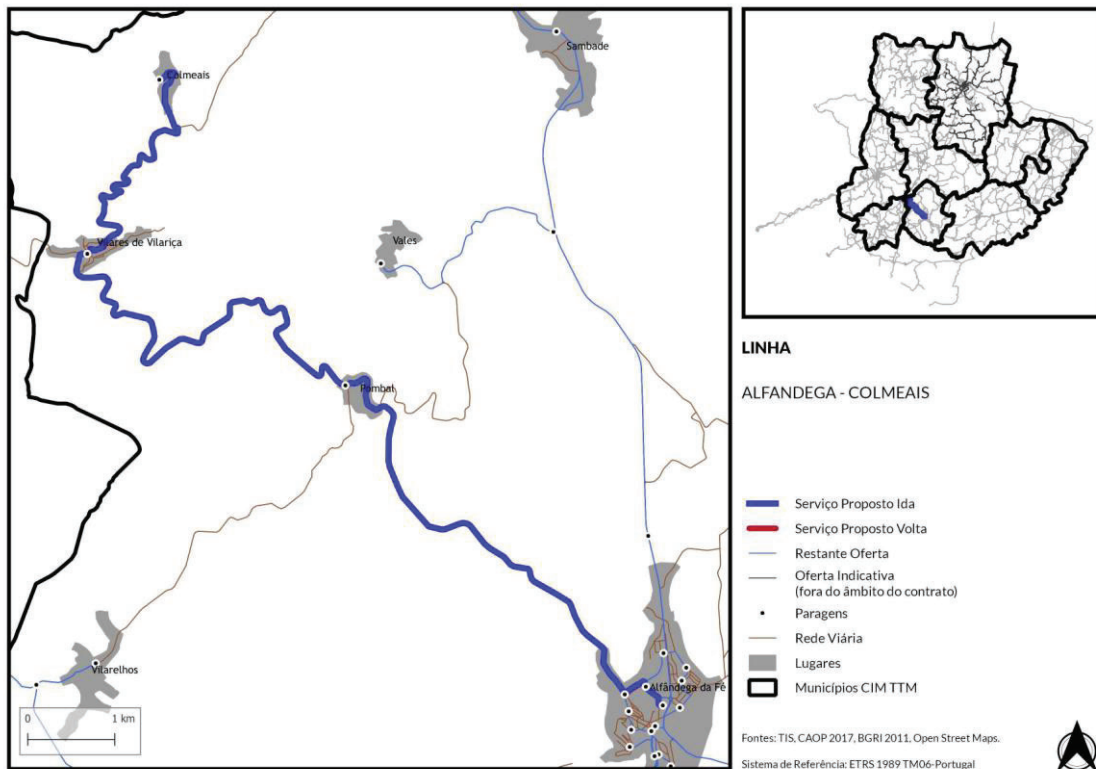 Colmeais
Sambade
Vilares de Vilariça
Vales
Pombal
Vilarelhos
Alfândega da Fé
0 1 km
LINHA
ALFANDEGA - COLMEAIS
Serviço Proposto Ida
Serviço Proposto Volta
Restante Oferta
Oferta Indicativa
(fora do âmbito do contrato)
Paragens
Rede Viária
Lugares
Municípios CIM TTM
Fontes: TIS, CAOP 2017, BGRI 2011, Open Street Maps.
Sistema de Referência: ETRS 1989 TM06-Portugal